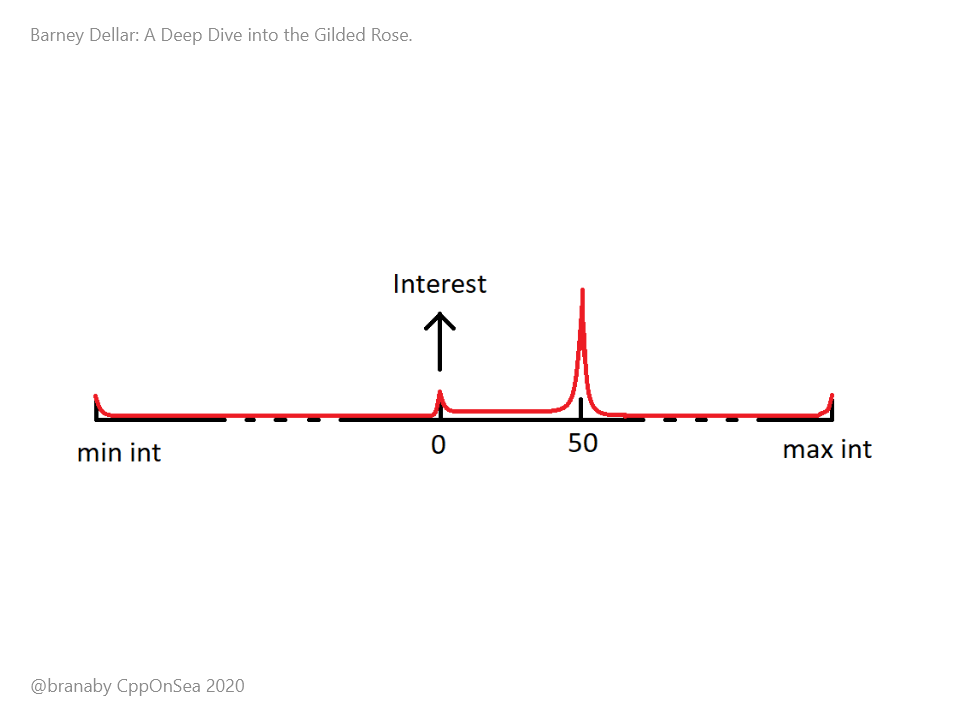 Barney Dellar: A Deep Dive into the Gilded Rose.
Interest
min int
0
50
max int
@branaby CppOnSea 2020